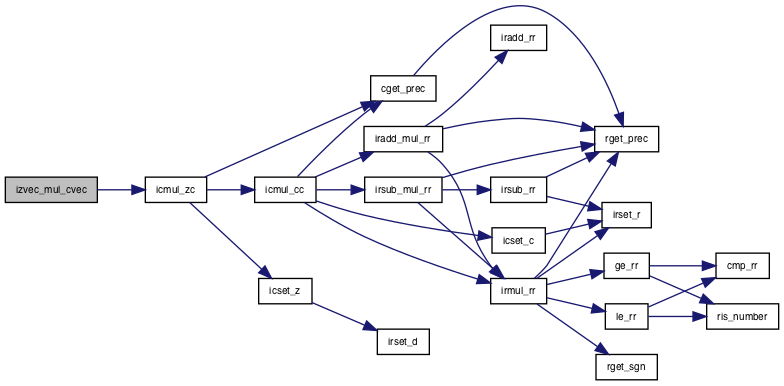 izvec_mul_cvec
icmul_zc
icmul_cc
icset_z
cget_prec
iradd_mul_rr
irsub_mul_rr
irset_d
iradd_rr
irsub_rr
icset_c
irmul_rr
rget_prec
irset_r
ge_rr
le_rr
rget_sgn
cmp_rr
ris_number